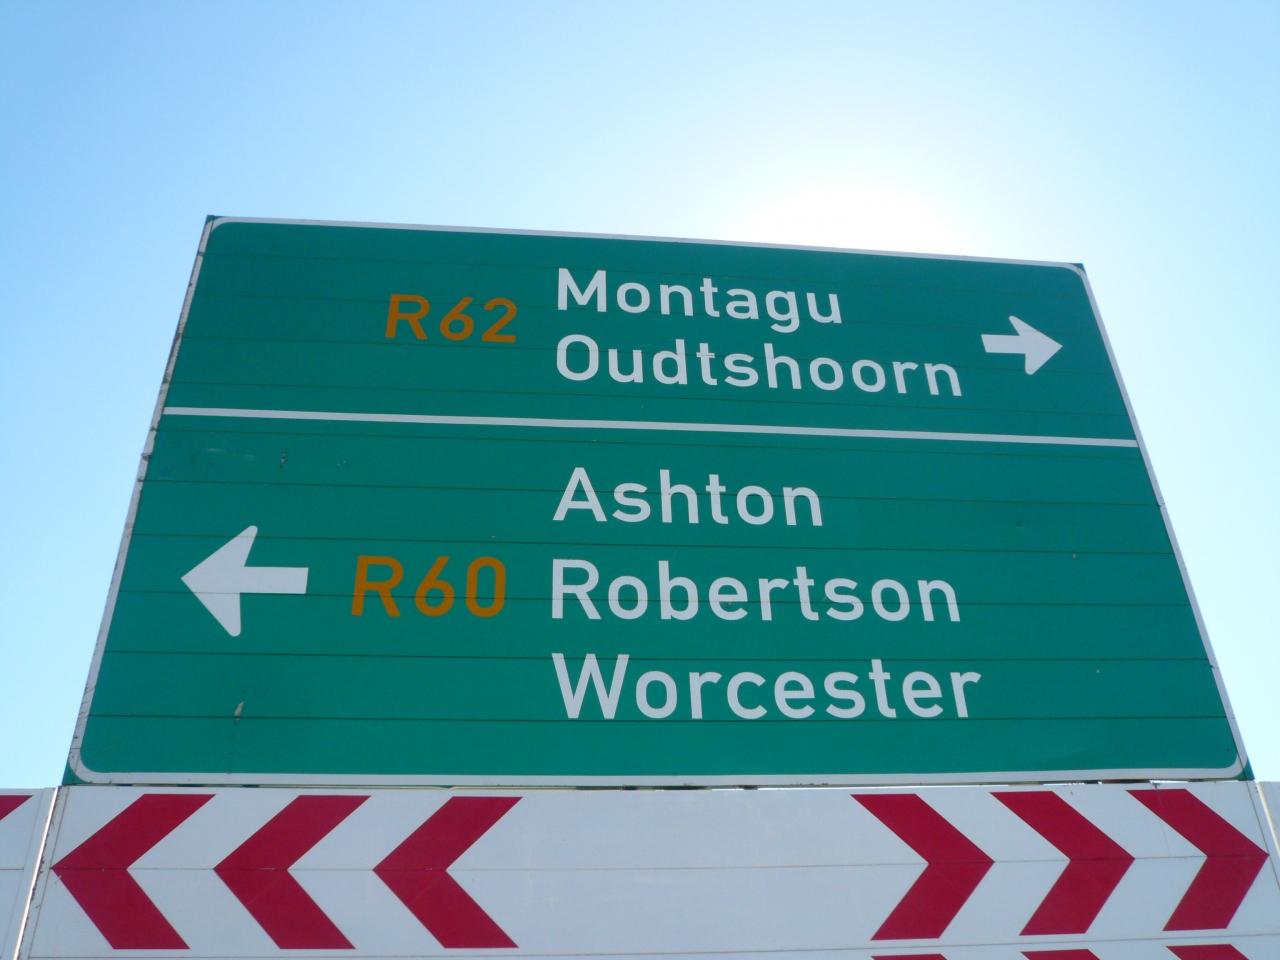 R62 Montagu
Oudtshoorn
Ashton
R60 Robertson
Worcester